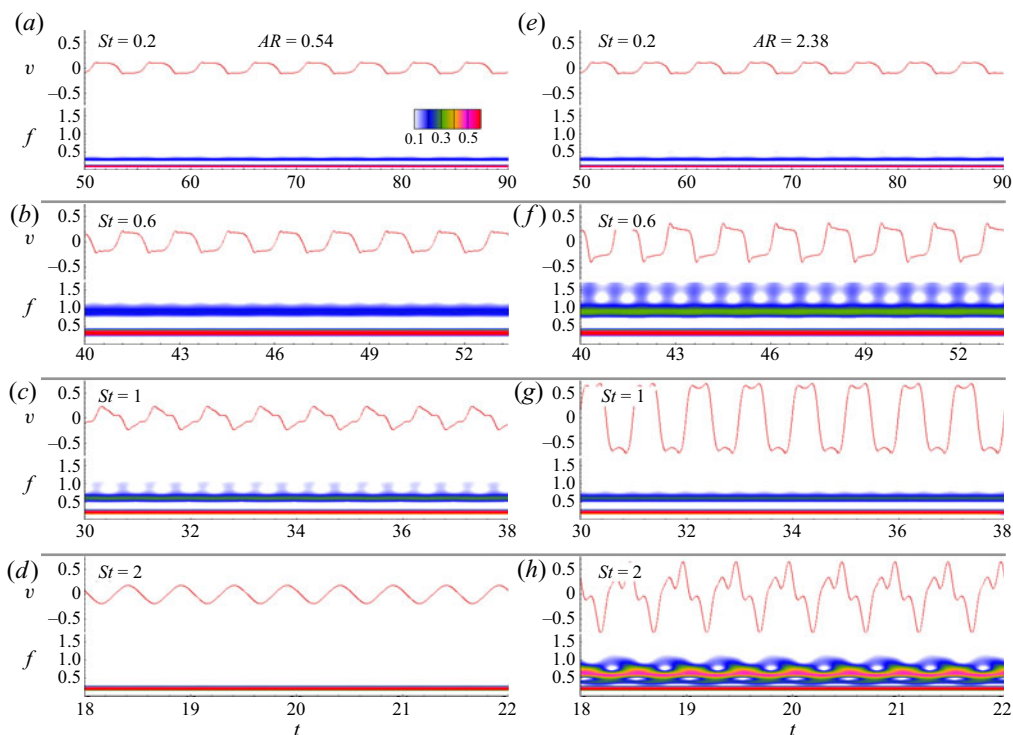 (a) St = 0.2 AR = 0.54
0.5
v 0
–0.5
1.5
f 1.0
0.5
0.1 0.3 0.5
50 60 70 80 90
(e) St = 0.2 AR = 2.38
0.5
0
–0.5
1.5
1.0
0.5
50 60 70 80 90
(b) St = 0.6
0.5
v 0
–0.5
1.5
f 1.0
0.5
40 43 46 49 52
(f) St = 0.6
0.5
0
–0.5
1.5
1.0
0.5
40 43 46 49 52
(c) St = 1
0.5
v 0
–0.5
1.5
f 1.0
0.5
30 32 34 36 38
(g) St = 1
0.5
0
–0.5
1.5
1.0
0.5
30 32 34 36 38
(d) St = 2
0.5
v 0
–0.5
1.5
f 1.0
0.5
18 19 20 21 22
t
(h) St = 2
0.5
0
–0.5
1.5
1.0
0.5
18 19 20 21 22
t